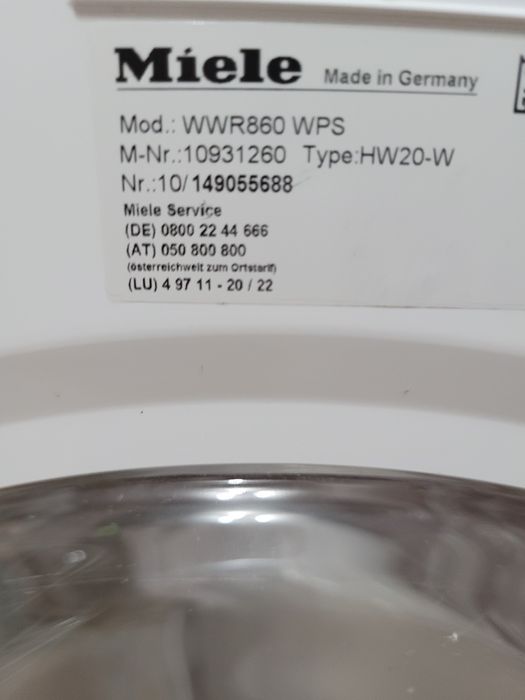 Miele Made in Germany
Mod.: WWR860 WPS
M-Nr.:10931260 Type:HW20-W
Nr.:10/149055688
Miele Service
(DE) 0800 22 44 666
(AT) 050 800 800
(österreichweit zum Ortstarif)
(LU) 4 97 11 - 20 / 22